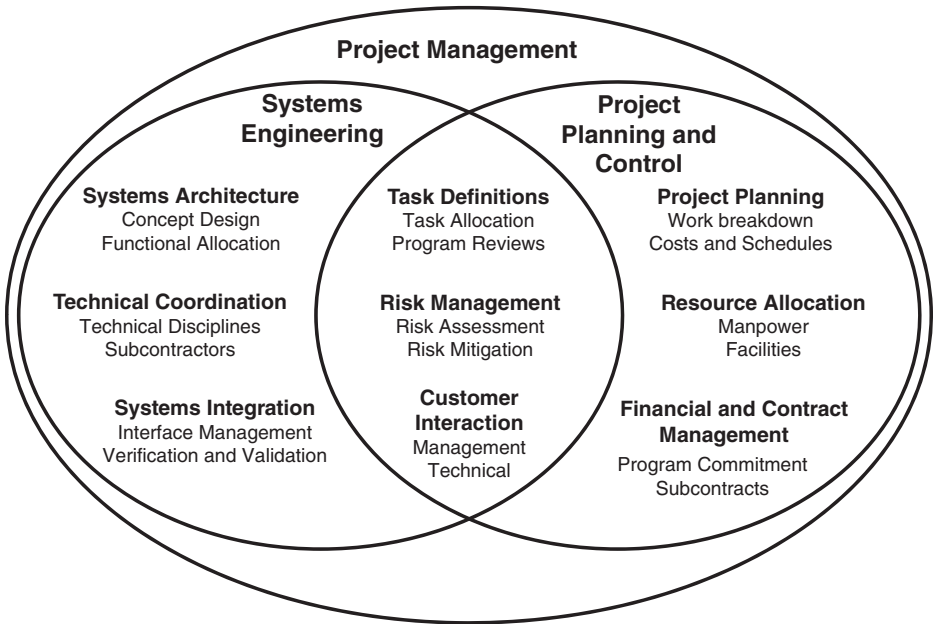 Project Management
Systems
Engineering
Project
Planning and
Control
Systems Architecture
Concept Design
Functional Allocation
Technical Coordination
Technical Disciplines
Subcontractors
Systems Integration
Interface Management
Verification and Validation
Task Definitions
Task Allocation
Program Reviews
Risk Management
Risk Assessment
Risk Mitigation
Customer
Interaction
Management
Technical
Project Planning
Work breakdown
Costs and Schedules
Resource Allocation
Manpower
Facilities
Financial and Contract
Management
Program Commitment
Subcontracts